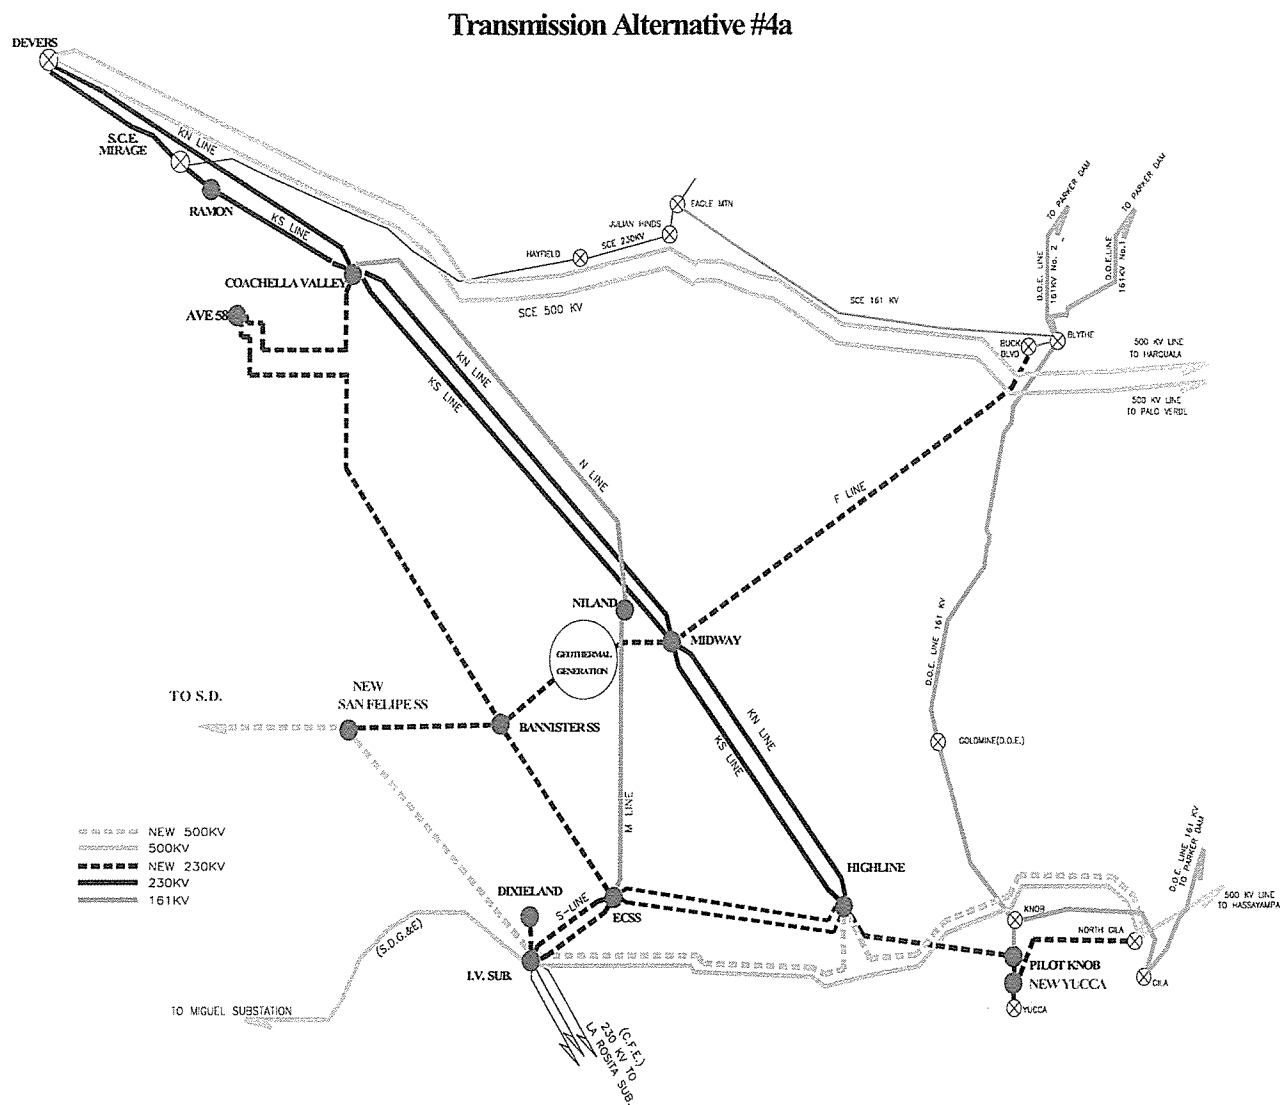 Transmission Alternative #4a
DEVERS
S.C.E.
MIRAGE
KN LINE
RAMON
KS LINE
COACHELLA VALLEY
AVE 58
EAGLE MTN
JULIAN HINDS
SCE 230KV
HAYFIELD
SCE 500 KV
SCE 161 KV
TO PARKER DAM
TO PARKER DAM
D.O.E. LINE
161KV No. 2
D.O.E.LINE
161KV No.1
BUCK
BLVD
BLYTHE
500 KV LINE
TO HARQUALA
500 KV LINE
TO PALO VERDE
KN LINE
KS LINE
N LINE
F LINE
NILAND
MIDWAY
GEOTHERMAL
GENERATION
D.O.E. LINE 161 KV
TO S.D.
NEW
SAN FELIPE SS
BANNISTER SS
KN LINE
KS LINE
GOLDMINE(D.O.E.)
M LINE
NEW 500KV
500KV
NEW 230KV
230KV
161KV
HIGHLINE
D.O.E. LINE 161 KV
TO PARKER DAM
500 KV LINE
TO HASSAYAMPA
DIXIELAND
S-LINE
ECSS
KNOB
NORTH GILA
(S.D.G.&E)
I.V. SUB.
PILOT KNOB
NEW YUCCA
GILA
YUCCA
TO MIGUEL SUBSTATION
(C.F.E.)
230 KV TO
LA ROSITA SUB.